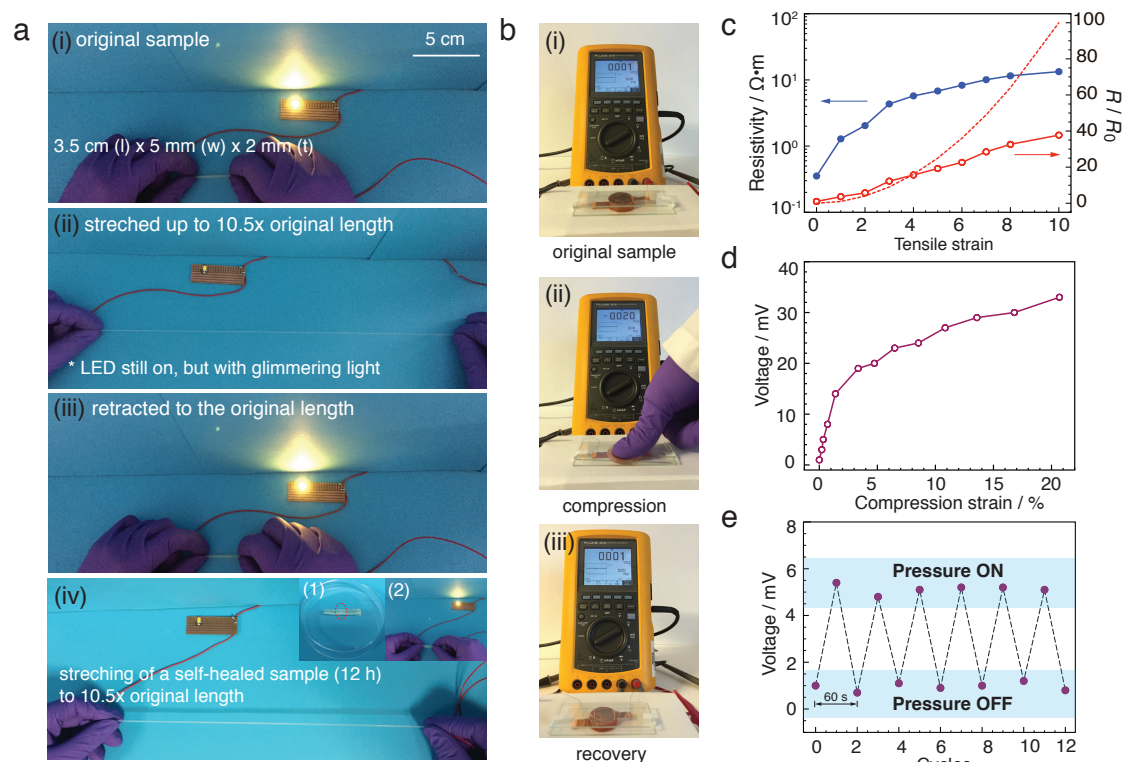 a
(i) original sample
5 cm
3.5 cm (l) x 5 mm (w) x 2 mm (t)
(ii) streched up to 10.5x original length
* LED still on, but with glimmering light
(iii) retracted to the original length
(iv)
(1)
(2)
streching of a self-healed sample (12 h)
to 10.5x original length
b
(i)
0001
original sample
(ii)
0020
compression
(iii)
0001
recovery
c
Resistivity / Ω•m
10²
10¹
10⁰
10⁻¹
R / R₀
100
80
60
40
20
0
0 2 4 6 8 10
Tensile strain
d
Voltage / mV
40
30
20
10
0
0 5 10 15 20
Compression strain / %
e
Voltage / mV
8
6
4
2
0
Pressure ON
60 s
Pressure OFF
0 2 4 6 8 10 12
Cycles